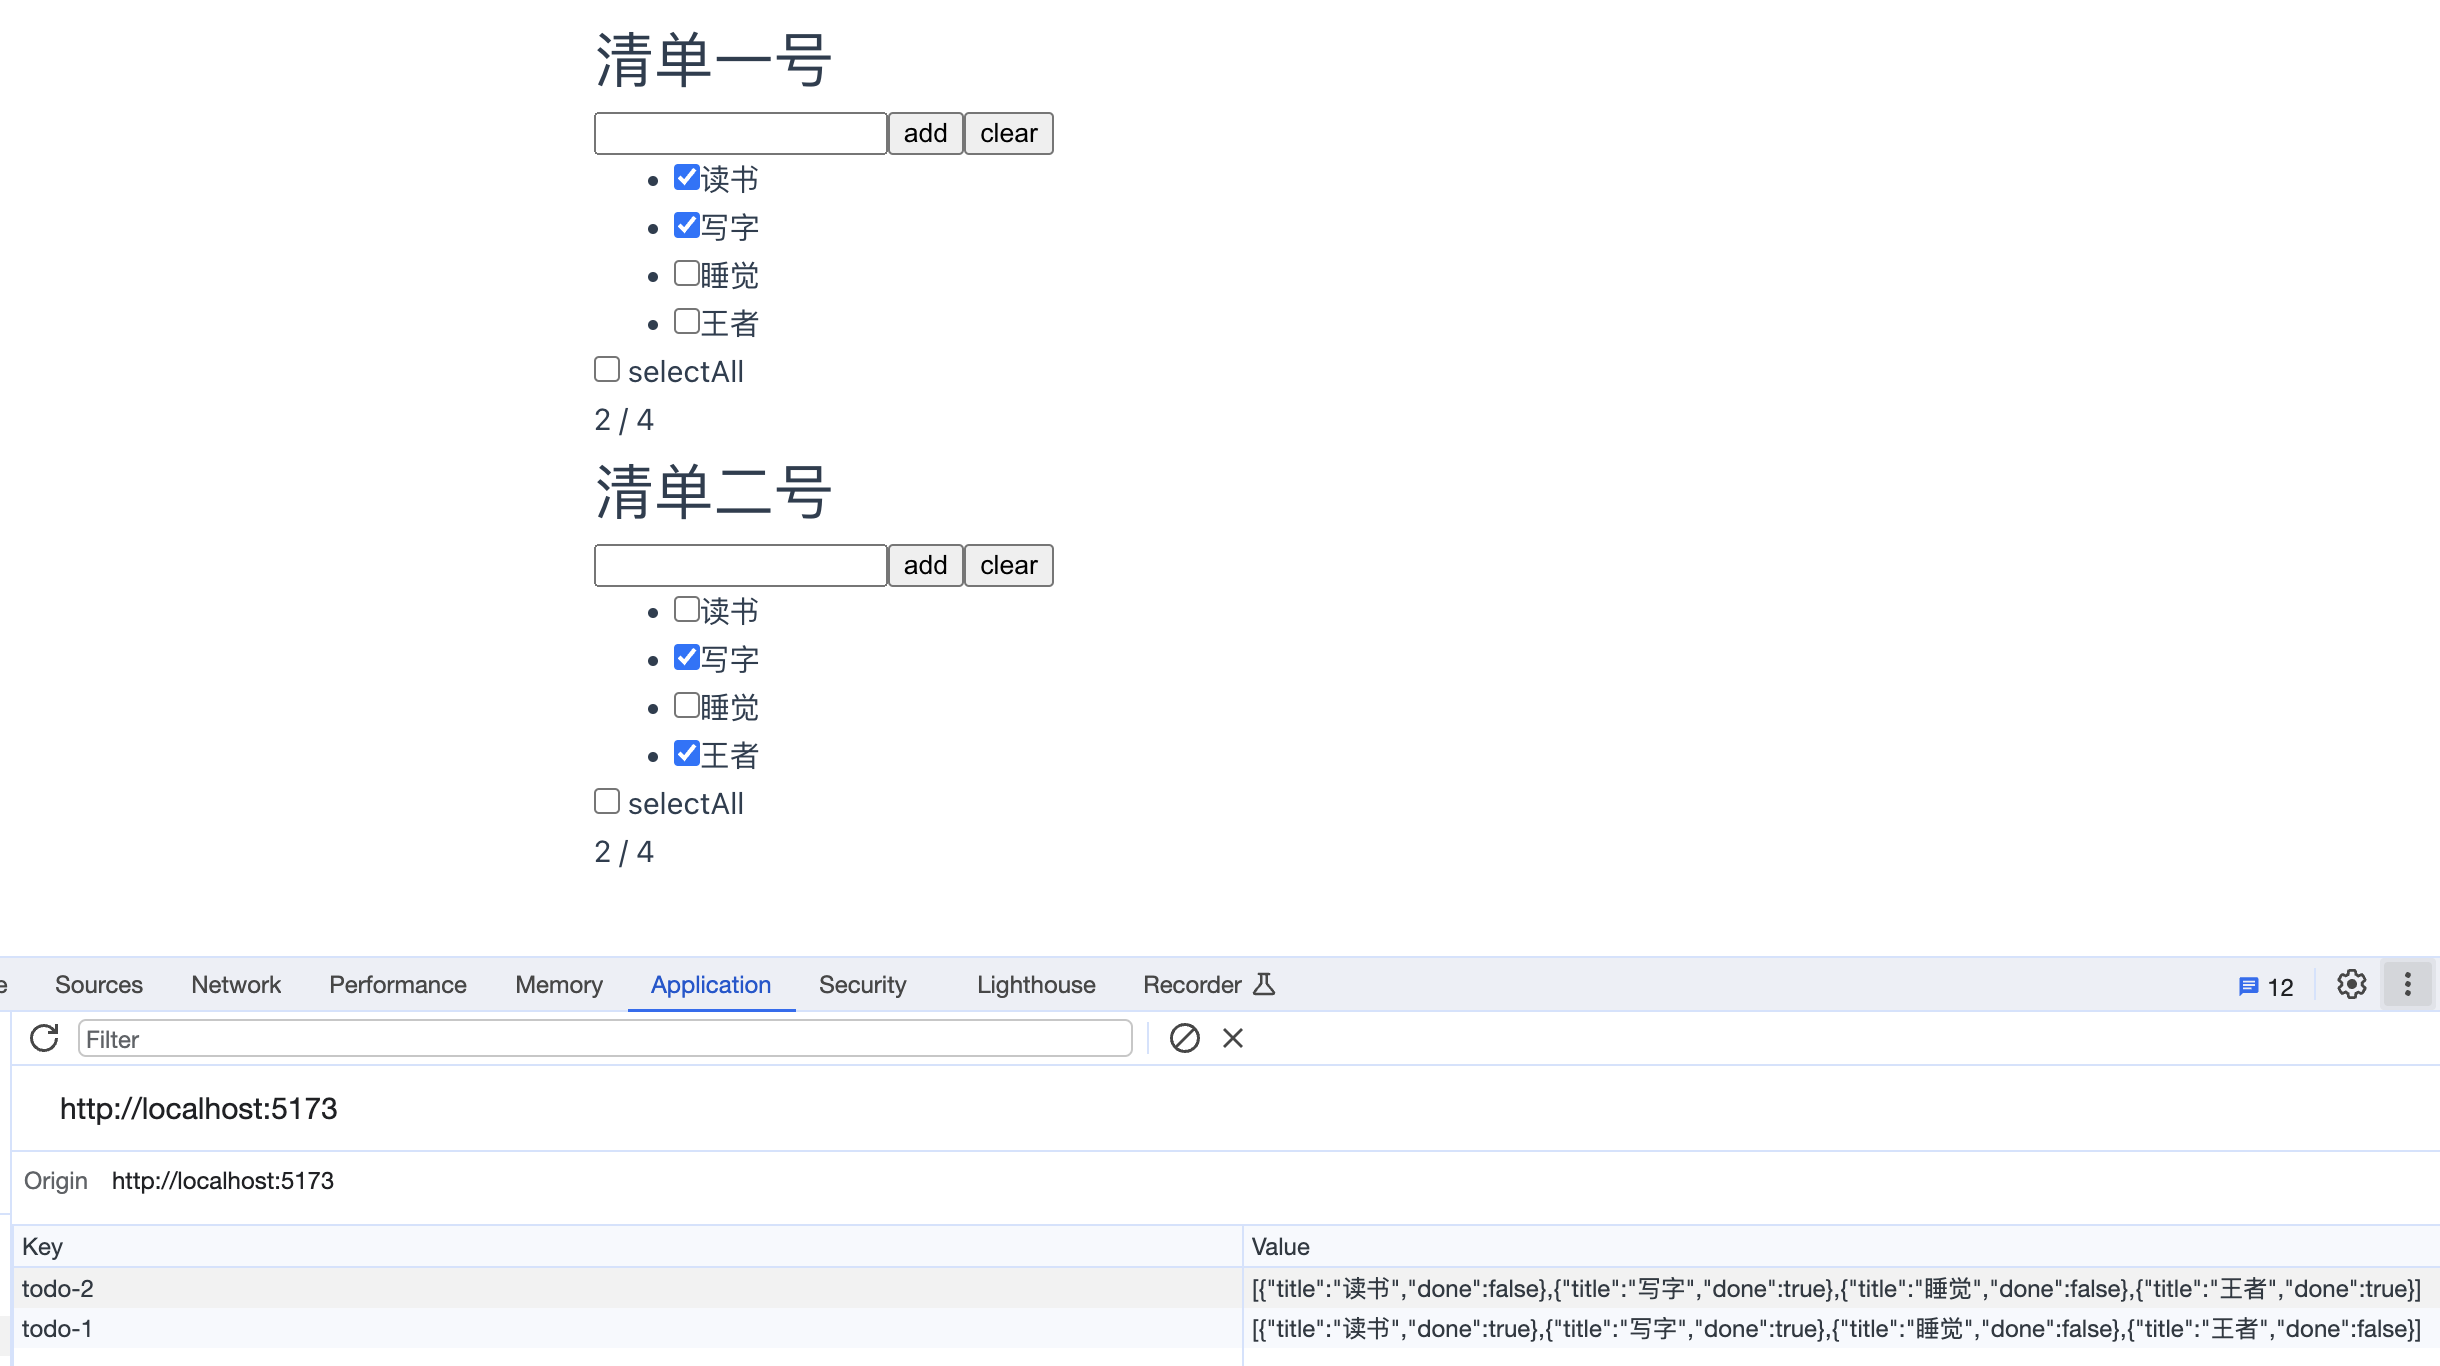 清单一号
add clear
读书
写字
睡觉
王者
selectAll
2 / 4
清单二号
add clear
读书
写字
睡觉
王者
selectAll
2 / 4
e Sources Network Performance Memory Application Security Lighthouse Recorder 12
Filter
http://localhost:5173
Origin http://localhost:5173
Key Value
todo-2 [{"title":"读书","done":false},{"title":"写字","done":true},{"title":"睡觉","done":false},{"title":"王者","done":true}]
todo-1 [{"title":"读书","done":true},{"title":"写字","done":true},{"title":"睡觉","done":false},{"title":"王者","done":false}]